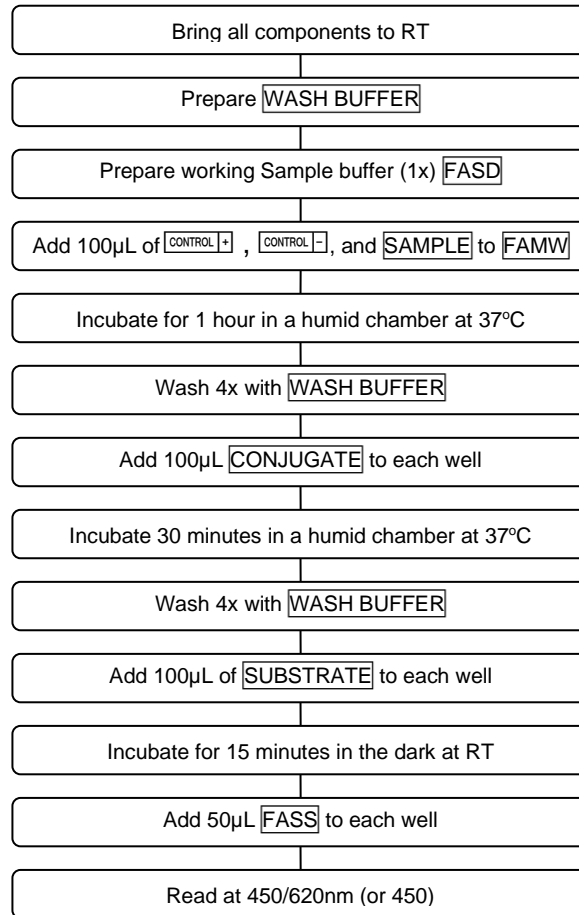 Bring all components to RT
Prepare WASH BUFFER
Prepare working Sample buffer (1x) FASD
Add 100µL of CONTROL + , CONTROL − , and SAMPLE to FAMW
Incubate for 1 hour in a humid chamber at 37°C
Wash 4x with WASH BUFFER
Add 100µL CONJUGATE to each well
Incubate 30 minutes in a humid chamber at 37°C
Wash 4x with WASH BUFFER
Add 100µL of SUBSTRATE to each well
Incubate for 15 minutes in the dark at RT
Add 50µL FASS to each well
Read at 450/620nm (or 450)